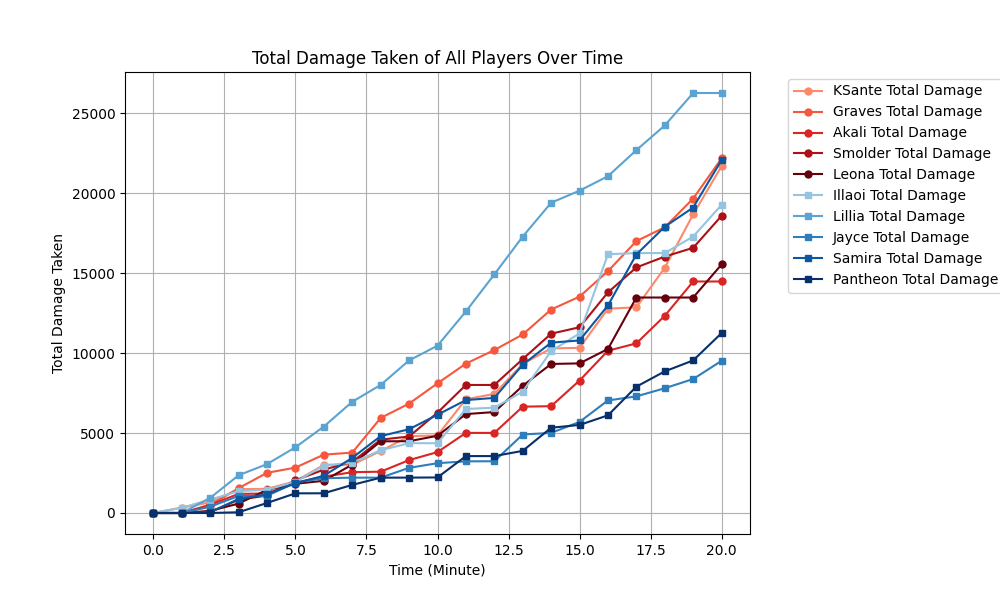 Total Damage Taken of All Players Over Time
Total Damage Taken
25000
20000
15000
10000
5000
0
0.0 2.5 5.0 7.5 10.0 12.5 15.0 17.5 20.0
Time (Minute)
KSante Total Damage
Graves Total Damage
Akali Total Damage
Smolder Total Damage
Leona Total Damage
Illaoi Total Damage
Lillia Total Damage
Jayce Total Damage
Samira Total Damage
Pantheon Total Damage